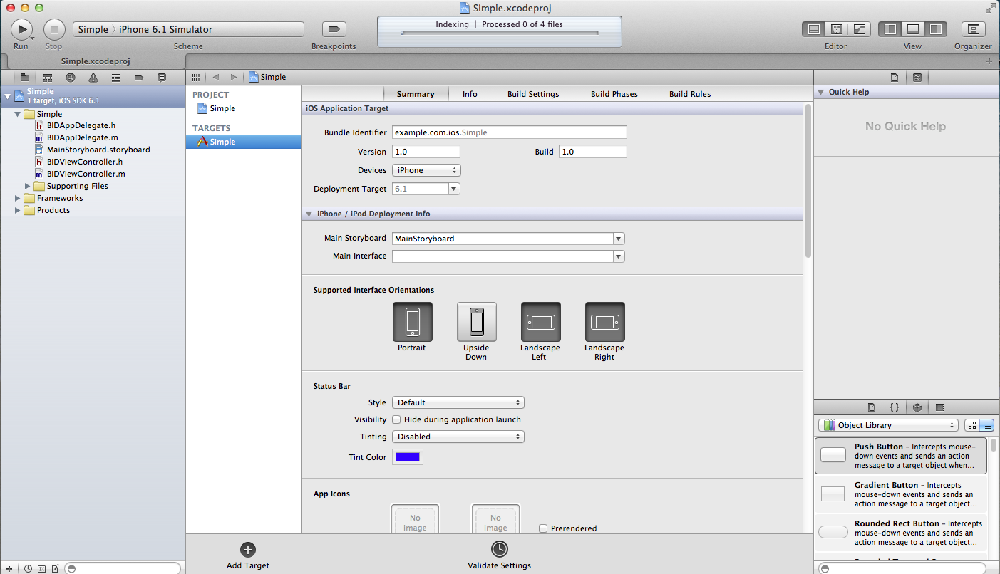 Simple.xcodeproj
Indexing | Processed 0 of 4 files
Simple 〉 iPhone 6.1 Simulator
Run Stop Scheme Breakpoints Editor View Organizer
Simple.xcodeproj
Simple
Simple
1 target, iOS SDK 6.1
Simple
BIDAppDelegate.h
BIDAppDelegate.m
MainStoryboard.storyboard
BIDViewController.h
BIDViewController.m
Supporting Files
Frameworks
Products
PROJECT
Simple
TARGETS
Simple
Summary Info Build Settings Build Phases Build Rules
iOS Application Target
Bundle Identifier example.com.ios.Simple
Version 1.0 Build 1.0
Devices iPhone
Deployment Target 6.1
iPhone / iPod Deployment Info
Main Storyboard MainStoryboard
Main Interface
Supported Interface Orientations
Portrait Upside Landscape Landscape
Down Left Right
Status Bar
Style Default
Visibility Hide during application launch
Tinting Disabled
Tint Color
App Icons
No No
image image Prerendered
Add Target Validate Settings
Quick Help
No Quick Help
{ }
Object Library
Push Button – Intercepts mouse-
down events and sends an action
message to a target object when...
Gradient Button – Intercepts
mouse-down events and sends an
action message to a target object...
Rounded Rect Button – Intercepts
mouse-down events and sends an
action message to a target object...